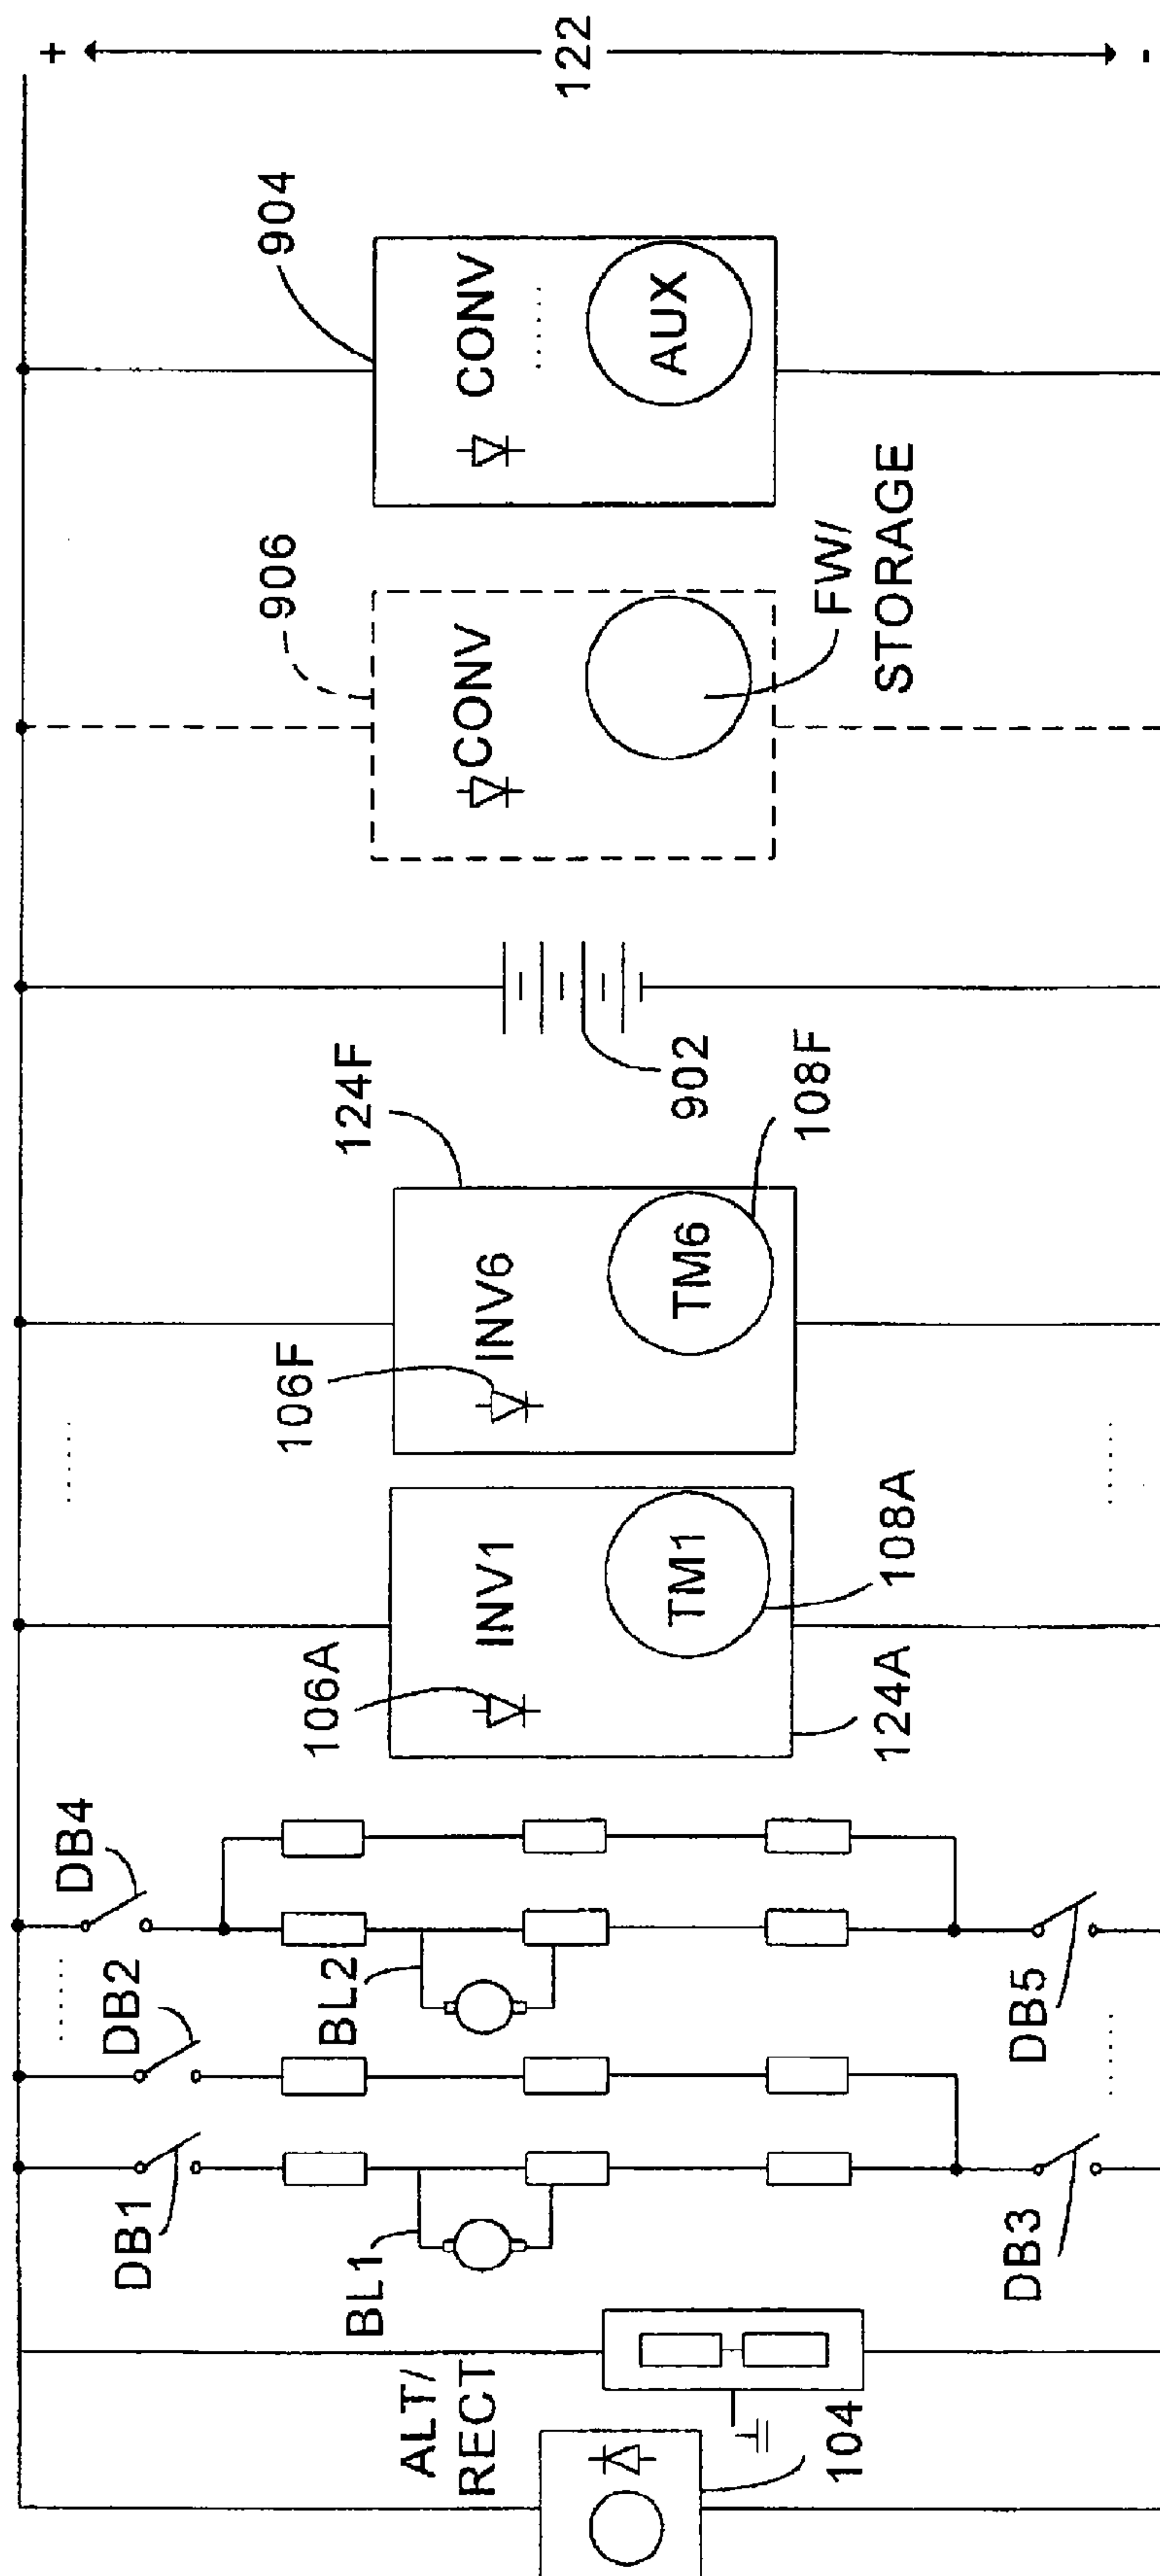 ALT/
RECT
104
BL1
DB1
DB3
DB2
BL2
DB4
DB5
106A
INV1
TM1
108A
124A
106F
INV6
TM6
124F
108F
902
906
CONV
FW/
STORAGE
904
CONV
AUX
+
122
-